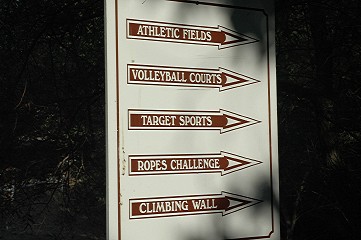 ATHLETIC FIELDS
VOLLEYBALL COURTS
TARGET SPORTS
ROPES CHALLENGE
CLIMBING WALL